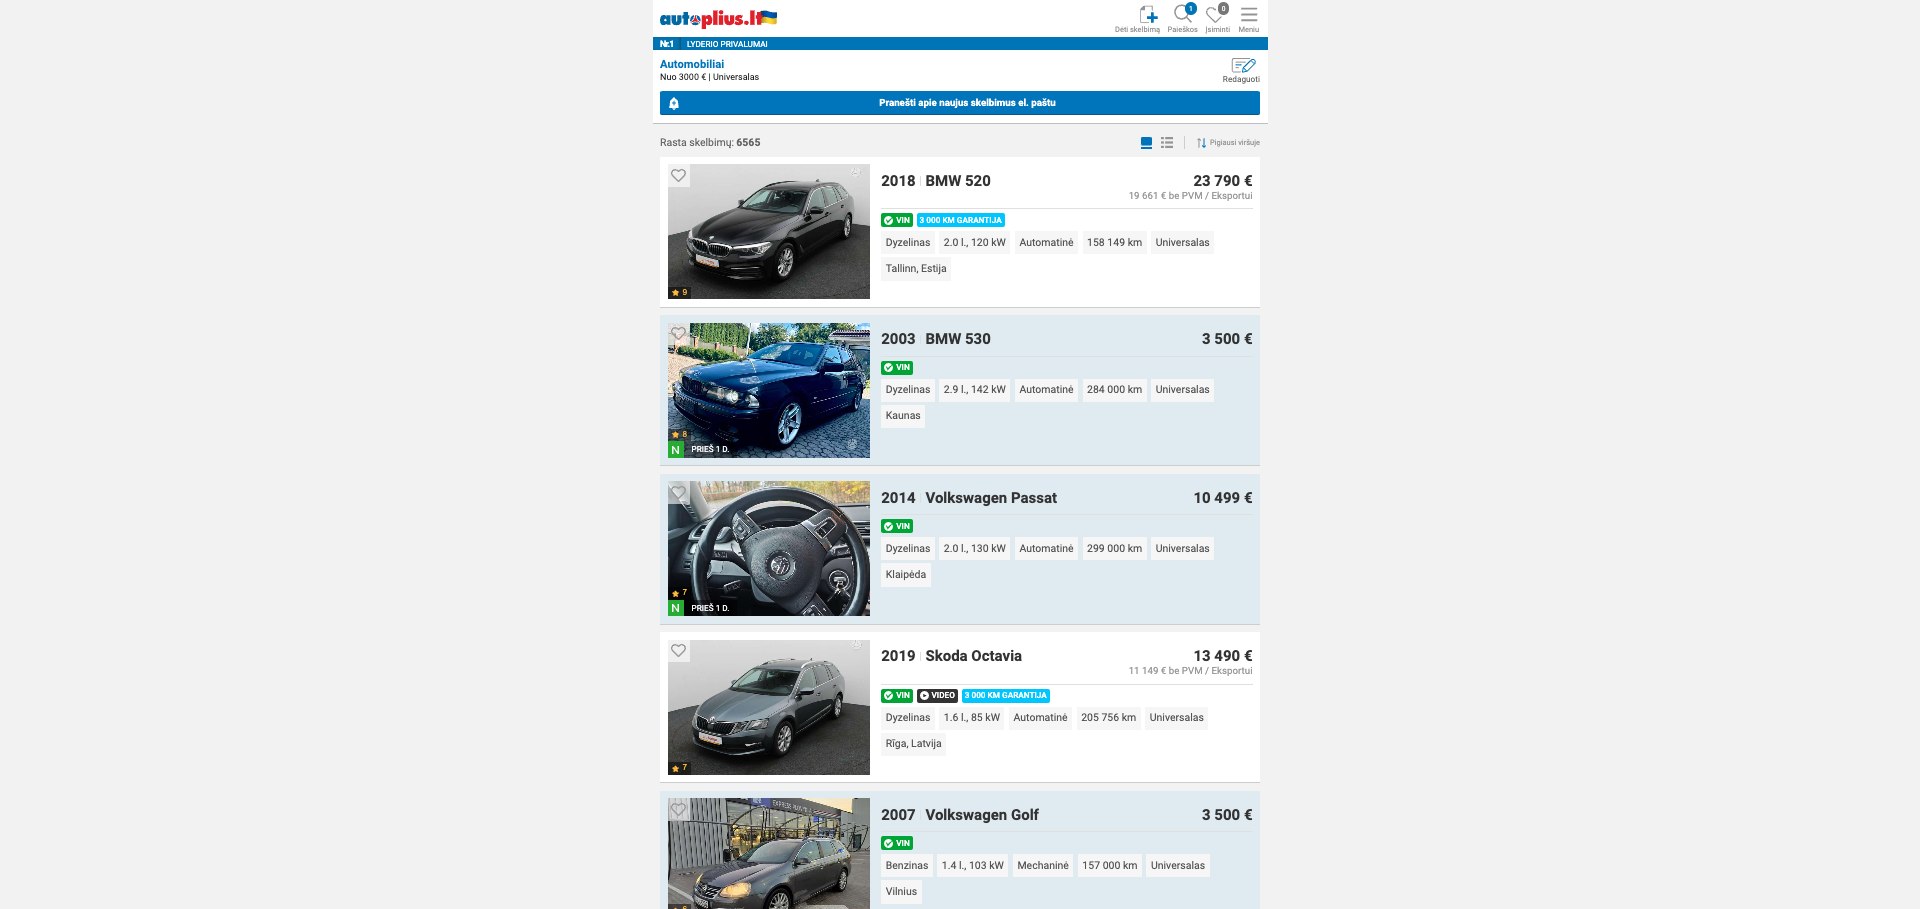 autoplius.lt
Dėti skelbimą
1
Paieškos
0
Įsiminti
Meniu
Nr.1 LYDERIO PRIVALUMAI
Automobiliai
Nuo 3000 € | Universalas
Redaguoti
Pranešti apie naujus skelbimus el. paštu
Rasta skelbimų: 6565
Pigiausi viršuje
2018 BMW 520
23 790 €
19 661 € be PVM / Eksportui
VIN
3 000 KM GARANTIJA
Dyzelinas 2.0 l., 120 kW Automatinė 158 149 km Universalas
Tallinn, Estija
9
2003 BMW 530
3 500 €
VIN
Dyzelinas 2.9 l., 142 kW Automatinė 284 000 km Universalas
Kaunas
8
N PRIEŠ 1 D.
2014 Volkswagen Passat
10 499 €
VIN
Dyzelinas 2.0 l., 130 kW Automatinė 299 000 km Universalas
Klaipėda
7
N PRIEŠ 1 D.
2019 Skoda Octavia
13 490 €
11 149 € be PVM / Eksportui
VIN
VIDEO
3 000 KM GARANTIJA
Dyzelinas 1.6 l., 85 kW Automatinė 205 756 km Universalas
Rīga, Latvija
7
2007 Volkswagen Golf
3 500 €
VIN
Benzinas 1.4 l., 103 kW Mechaninė 157 000 km Universalas
Vilnius